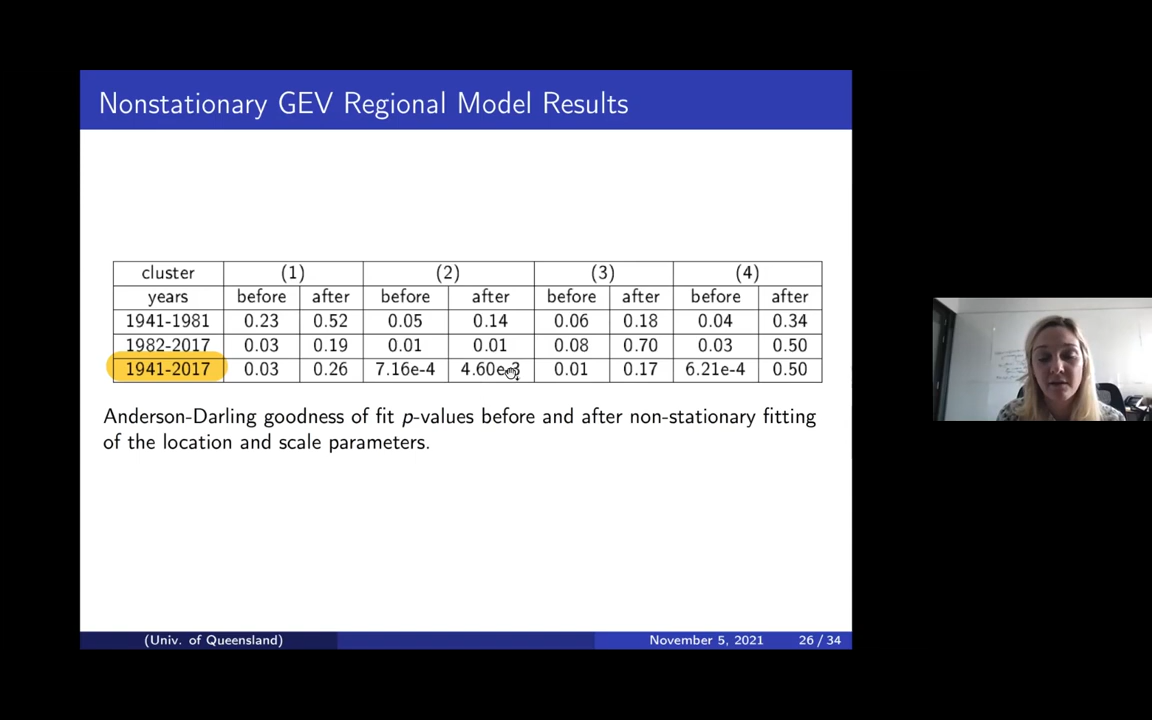 Nonstationary GEV Regional Model Results
cluster (1) (2) (3) (4)
years before after before after before after before after
1941-1981 0.23 0.52 0.05 0.14 0.06 0.18 0.04 0.34
1982-2017 0.03 0.19 0.01 0.01 0.08 0.70 0.03 0.50
1941-2017 0.03 0.26 7.16e-4 0.01 0.17 6.21e-4 0.50
Anderson-Darling goodness of fit p-values before and after non-stationary fitting
of the location and scale parameters.
(Univ. of Queensland) November 5, 2021 26 / 34